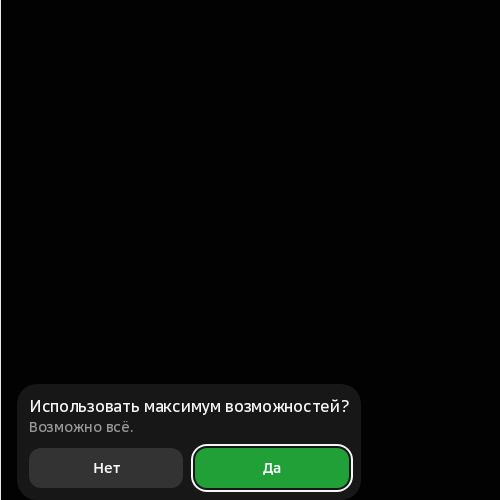 Использовать максимум возможностей?
Возможно всё.
Нет
Да